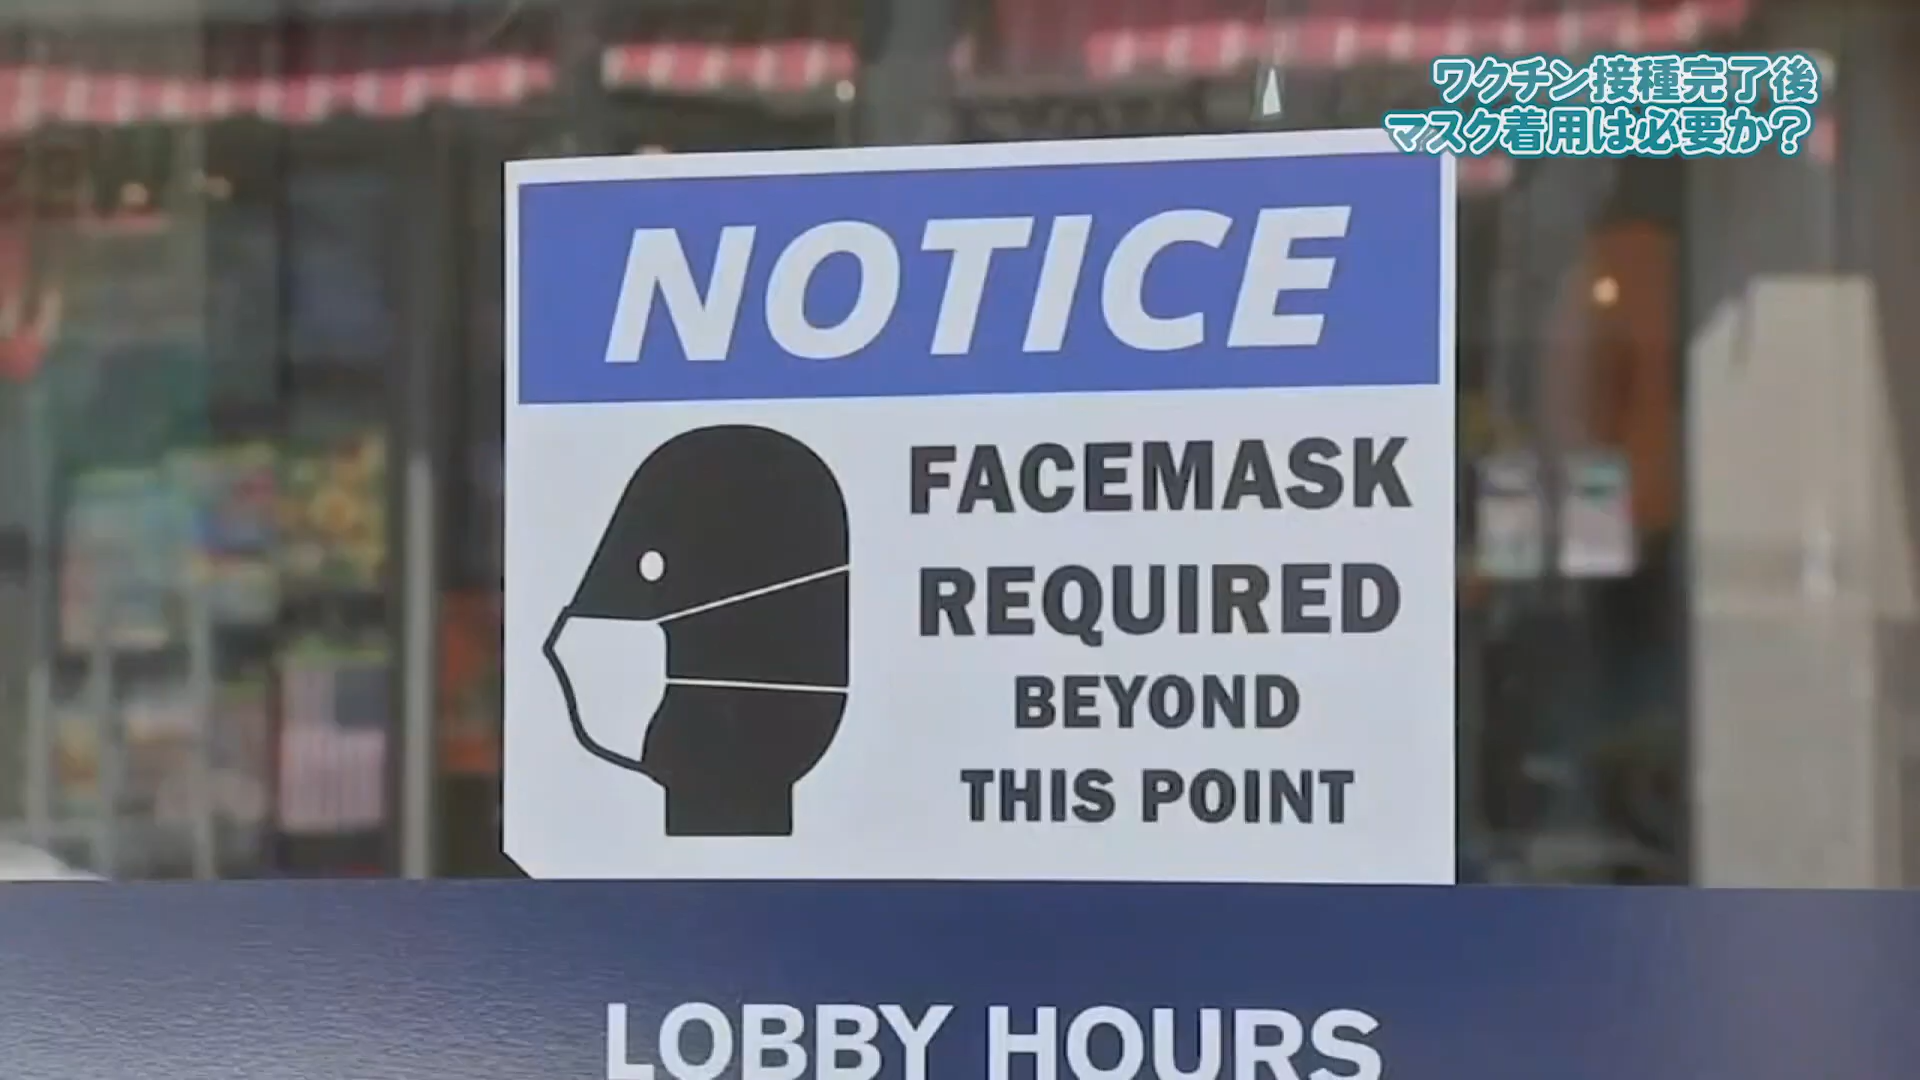 ワクチン接種完了後
マスク着用は必要か?
NOTICE
FACEMASK
REQUIRED
BEYOND
THIS POINT
LOBBY HOURS